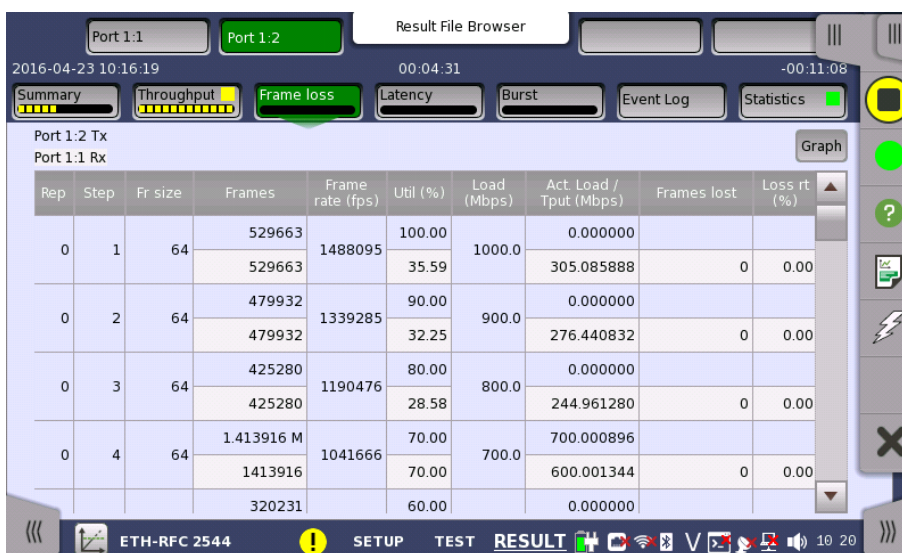 Port 1:1 Port 1:2 Result File Browser
2016-04-23 10:16:19 00:04:31 -00:11:08
Summary Throughput Frame loss Latency Burst Event Log Statistics
Port 1:2 Tx
Port 1:1 Rx
Graph
Rep Step Fr size Frames Frame rate (fps) Util (%) Load (Mbps) Act. Load / Tput (Mbps) Frames lost Loss rt (%)
0 1 64 529663 1488095 100.00 1000.0 0.000000
529663 35.59 305.085888 0 0.00
0 2 64 479932 1339285 90.00 900.0 0.000000
479932 32.25 276.440832 0 0.00
0 3 64 425280 1190476 80.00 800.0 0.000000
425280 28.58 244.961280 0 0.00
0 4 64 1.413916 M 1041666 70.00 700.0 700.000896
1413916 70.00 600.001344 0 0.00
320231 60.00 0.000000
ETH-RFC 2544 SETUP TEST RESULT 10 20